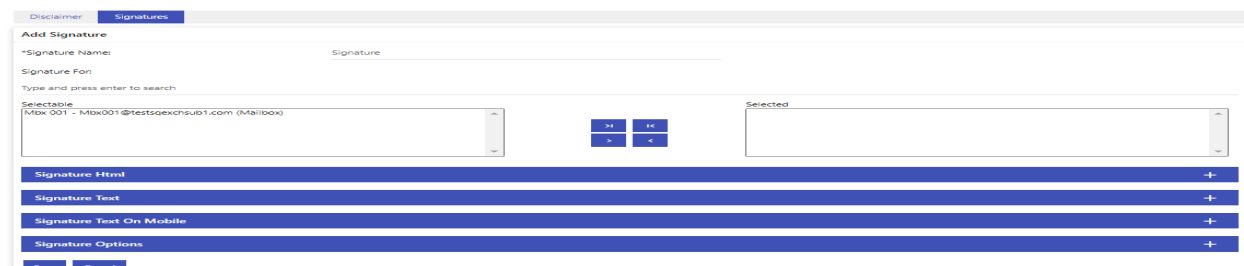 Disclaimer Signatures
Add Signature
*Signature Name: Signature
Signature For:
Type and press enter to search
Selectable Selected
Mbx 001 - Mbx001@testsqexchsub1.com (Mailbox)
>I I<
> <
Signature Html +
Signature Text +
Signature Text On Mobile +
Signature Options +